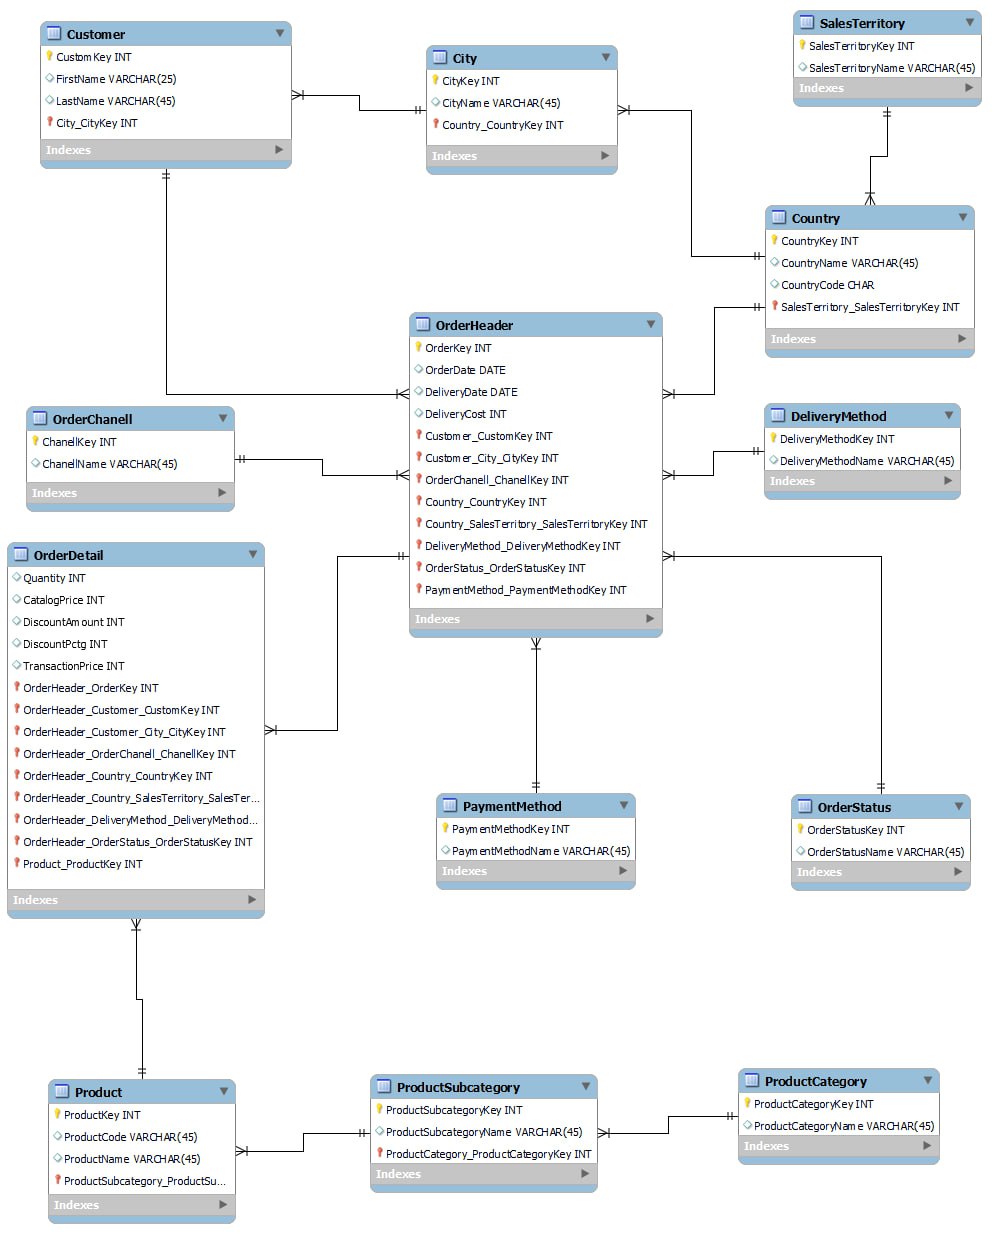 Customer
CustomKey INT
FirstName VARCHAR(25)
LastName VARCHAR(45)
City_CityKey INT
Indexes
City
CityKey INT
CityName VARCHAR(45)
Country_CountryKey INT
Indexes
SalesTerritory
SalesTerritoryKey INT
SalesTerritoryName VARCHAR(45)
Indexes
Country
CountryKey INT
CountryName VARCHAR(45)
CountryCode CHAR
SalesTerritory_SalesTerritoryKey INT
Indexes
OrderHeader
OrderKey INT
OrderDate DATE
DeliveryDate DATE
DeliveryCost INT
Customer_CustomKey INT
Customer_City_CityKey INT
OrderChanell_ChanellKey INT
Country_CountryKey INT
Country_SalesTerritory_SalesTerritoryKey INT
DeliveryMethod_DeliveryMethodKey INT
OrderStatus_OrderStatusKey INT
PaymentMethod_PaymentMethodKey INT
Indexes
OrderChanell
ChanellKey INT
ChanellName VARCHAR(45)
Indexes
DeliveryMethod
DeliveryMethodKey INT
DeliveryMethodName VARCHAR(45)
Indexes
OrderDetail
Quantity INT
CatalogPrice INT
DiscountAmount INT
DiscountPctg INT
TransactionPrice INT
OrderHeader_OrderKey INT
OrderHeader_Customer_CustomKey INT
OrderHeader_Customer_City_CityKey INT
OrderHeader_OrderChanell_ChanellKey INT
OrderHeader_Country_CountryKey INT
OrderHeader_Country_SalesTerritory_SalesTer...
OrderHeader_DeliveryMethod_DeliveryMethod...
OrderHeader_OrderStatus_OrderStatusKey INT
Product_ProductKey INT
Indexes
PaymentMethod
PaymentMethodKey INT
PaymentMethodName VARCHAR(45)
Indexes
OrderStatus
OrderStatusKey INT
OrderStatusName VARCHAR(45)
Indexes
Product
ProductKey INT
ProductCode VARCHAR(45)
ProductName VARCHAR(45)
ProductSubcategory_ProductSu...
Indexes
ProductSubcategory
ProductSubcategoryKey INT
ProductSubcategoryName VARCHAR(45)
ProductCategory_ProductCategoryKey INT
Indexes
ProductCategory
ProductCategoryKey INT
ProductCategoryName VARCHAR(45)
Indexes